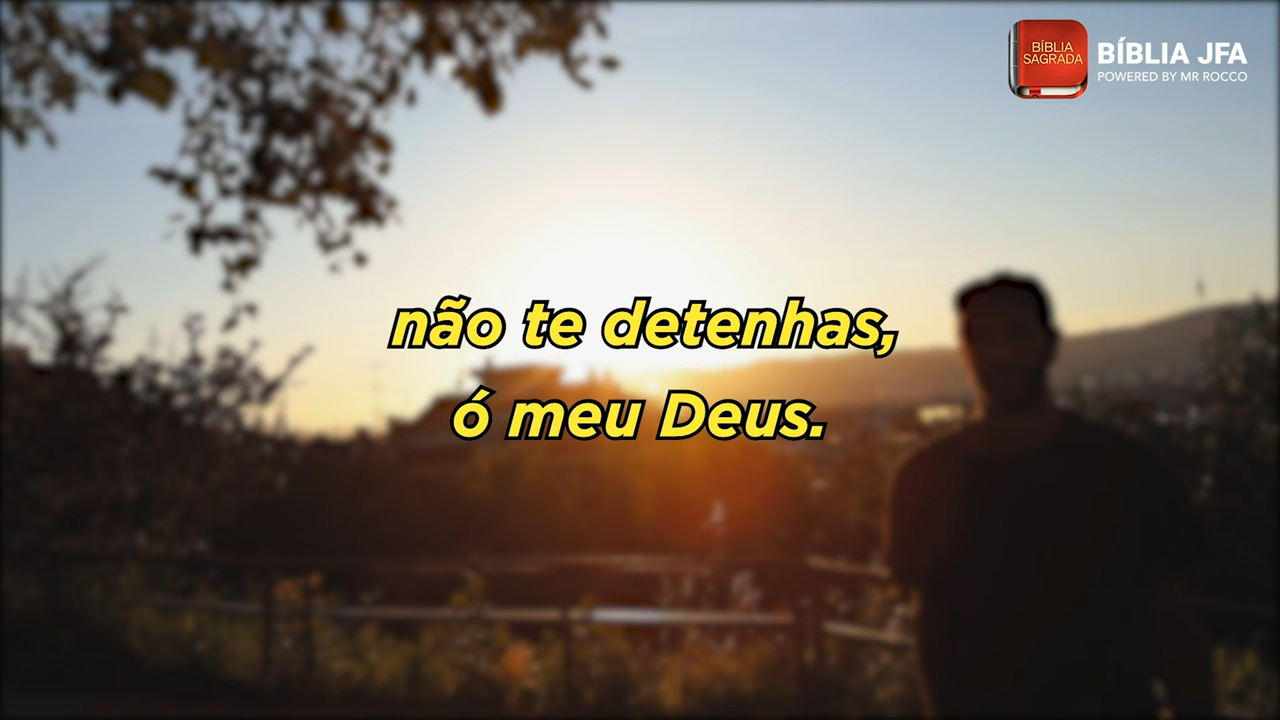 BÍBLIA
SAGRADA
BÍBLIA JFA
POWERED BY MR ROCCO
não te detenhas,
ó meu Deus.